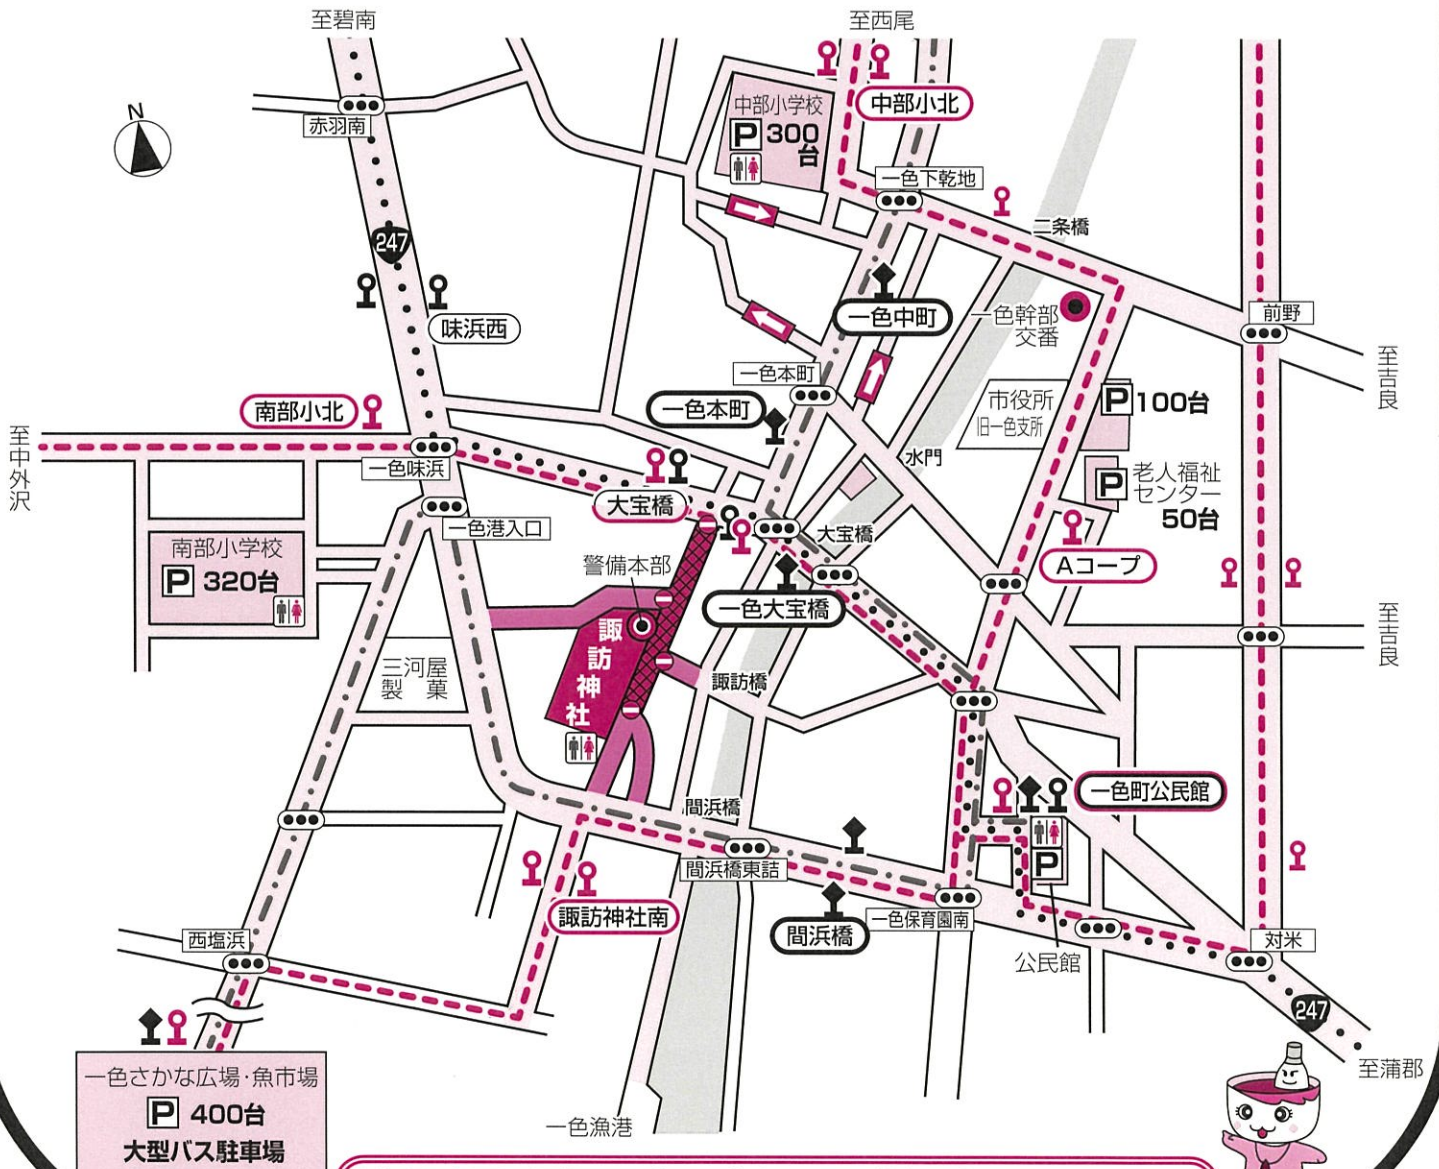 至碧南
至西尾
N
赤羽南
中部小学校
P 300
台
中部小北
一色下乾地
二条橋
247
味浜西
一色中町
一色幹部
交番
前野
至吉良
一色本町
一色本町
市役所
旧一色支所
P 100台
南部小北
至中外沢
一色味浜
水門
老人福祉
センター
P
50台
大宝橋
大宝橋
一色港入口
警備本部
南部小学校
P 320台
Aコープ
一色大宝橋
至吉良
諏訪神社
三河屋
製菓
諏訪橋
間浜橋
一色町公民館
P
間浜橋東詰
諏訪神社南
間浜橋
一色保育園南
西塩浜
公民館
対米
247
一色さかな広場・魚市場
P 400台
大型バス駐車場
一色漁港
至蒲郡